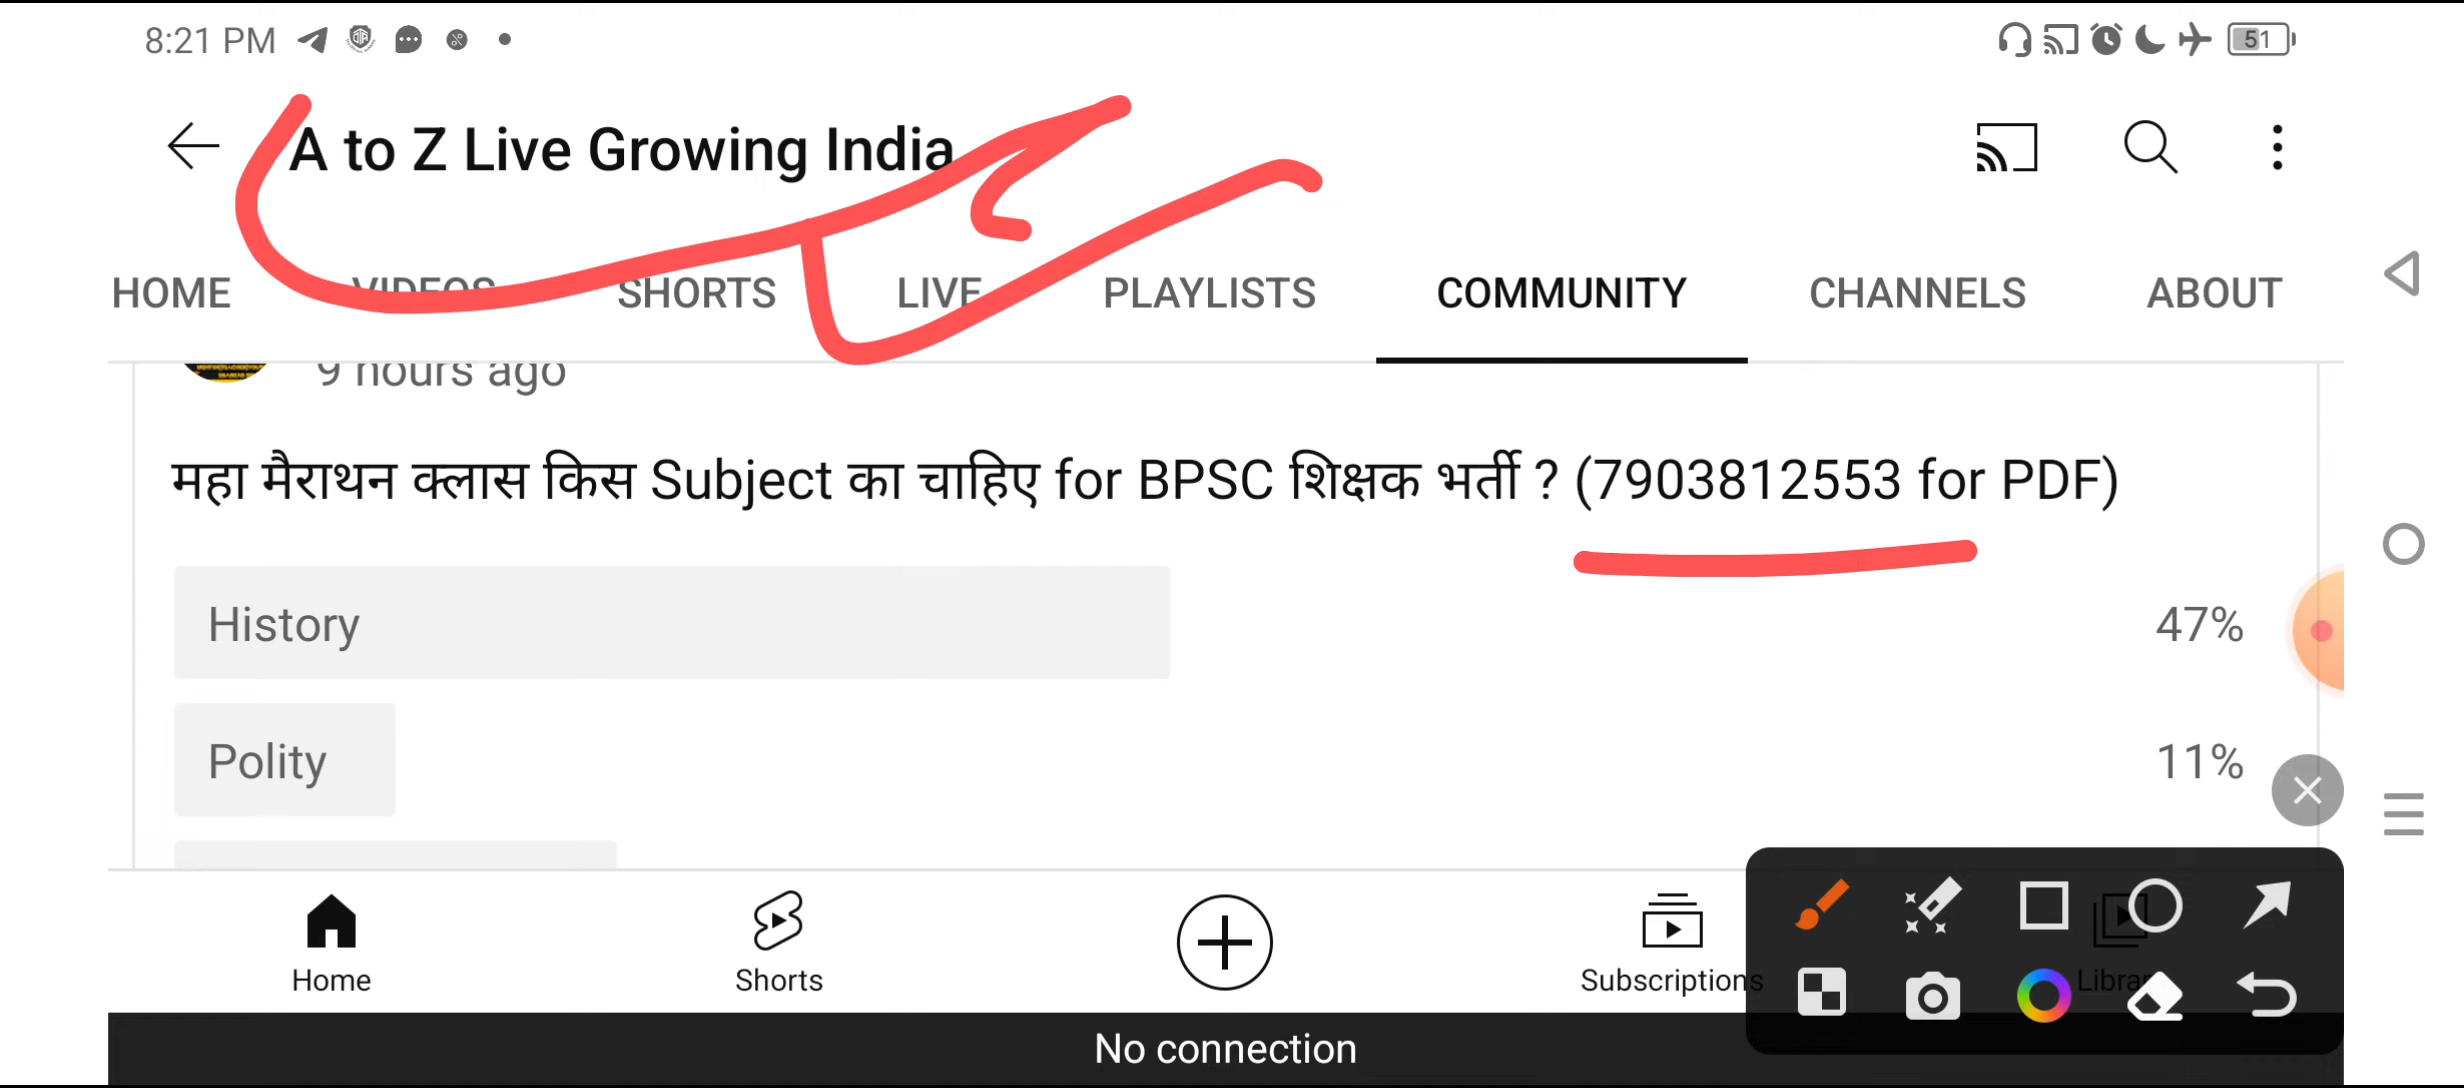 8:21 PM
51
A to Z Live Growing India
HOME VIDEOS SHORTS LIVE PLAYLISTS COMMUNITY CHANNELS ABOUT
9 hours ago
महा मैराथन क्लास किस Subject का चाहिए for BPSC शिक्षक भर्ती ? (7903812553 for PDF)
History 47%
Polity 11%
Home Shorts Subscriptions
No connection